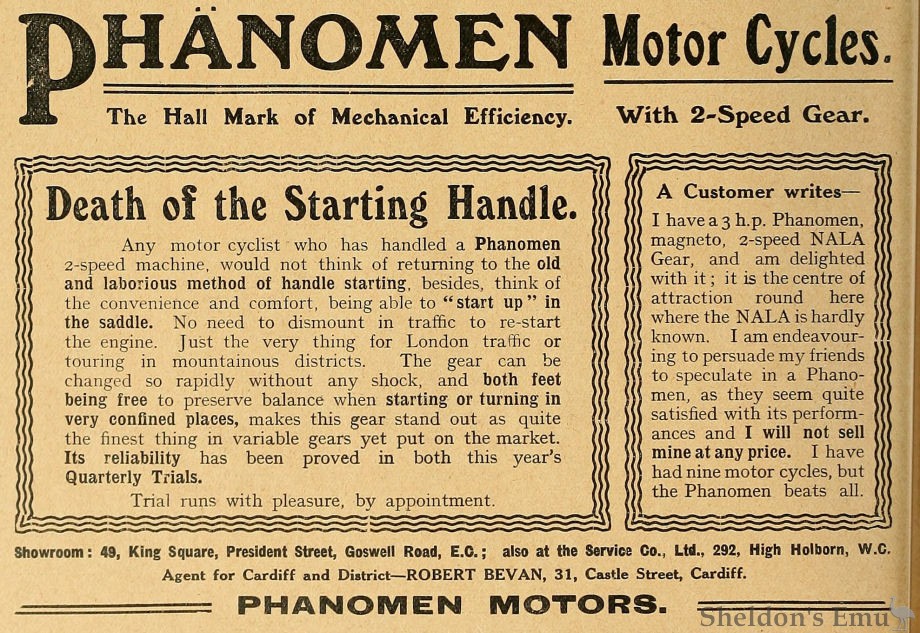 PHÄNOMEN Motor Cycles.
The Hall Mark of Mechanical Efficiency.
With 2-Speed Gear.
Death of the Starting Handle.
Any motor cyclist who has handled a Phanomen
2-speed machine, would not think of returning to the old
and laborious method of handle starting, besides, think of
the convenience and comfort, being able to "start up" in
the saddle. No need to dismount in traffic to re-start
the engine. Just the very thing for London traffic or
touring in mountainous districts. The gear can be
changed so rapidly without any shock, and both feet
being free to preserve balance when starting or turning in
very confined places, makes this gear stand out as quite
the finest thing in variable gears yet put on the market.
Its reliability has been proved in both this year's
Quarterly Trials.
Trial runs with pleasure, by appointment.
A Customer writes—
I have a 3 h.p. Phanomen,
magneto, 2-speed NALA
Gear, and am delighted
with it; it is the centre of
attraction round here
where the NALA is hardly
known. I am endeavour-
ing to persuade my friends
to speculate in a Phano-
men, as they seem quite
satisfied with its perform-
ances and I will not sell
mine at any price. I have
had nine motor cycles, but
the Phanomen beats all.
Showroom: 49, King Square, President Street, Goswell Road, E.C.; also at the Service Co., Ltd., 292, High Holborn, W.C.
Agent for Cardiff and District—ROBERT BEVAN, 31, Castle Street, Cardiff.
PHANOMEN MOTORS.
Sheldon's Emu